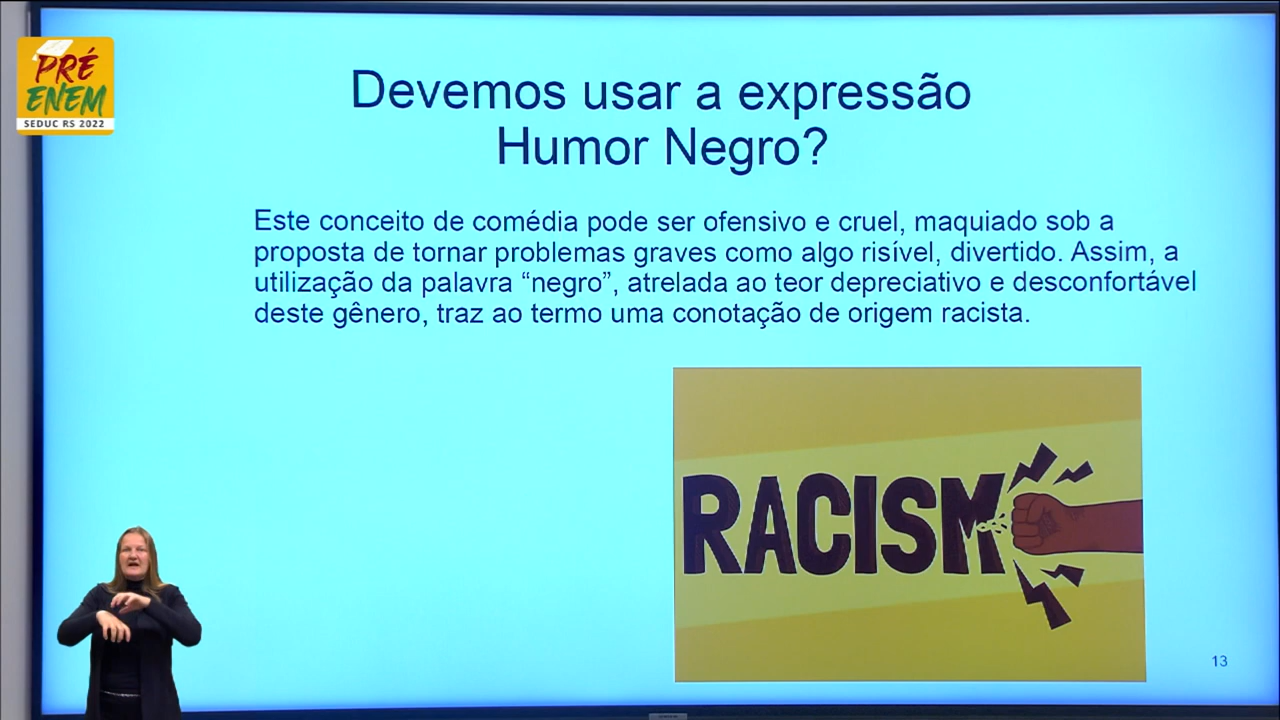 PRÉ
ENEM
SEDUC RS 2022
Devemos usar a expressão
Humor Negro?
Este conceito de comédia pode ser ofensivo e cruel, maquiado sob a
proposta de tornar problemas graves como algo risível, divertido. Assim, a
utilização da palavra “negro”, atrelada ao teor depreciativo e desconfortável
deste gênero, traz ao termo uma conotação de origem racista.
RACISM
13